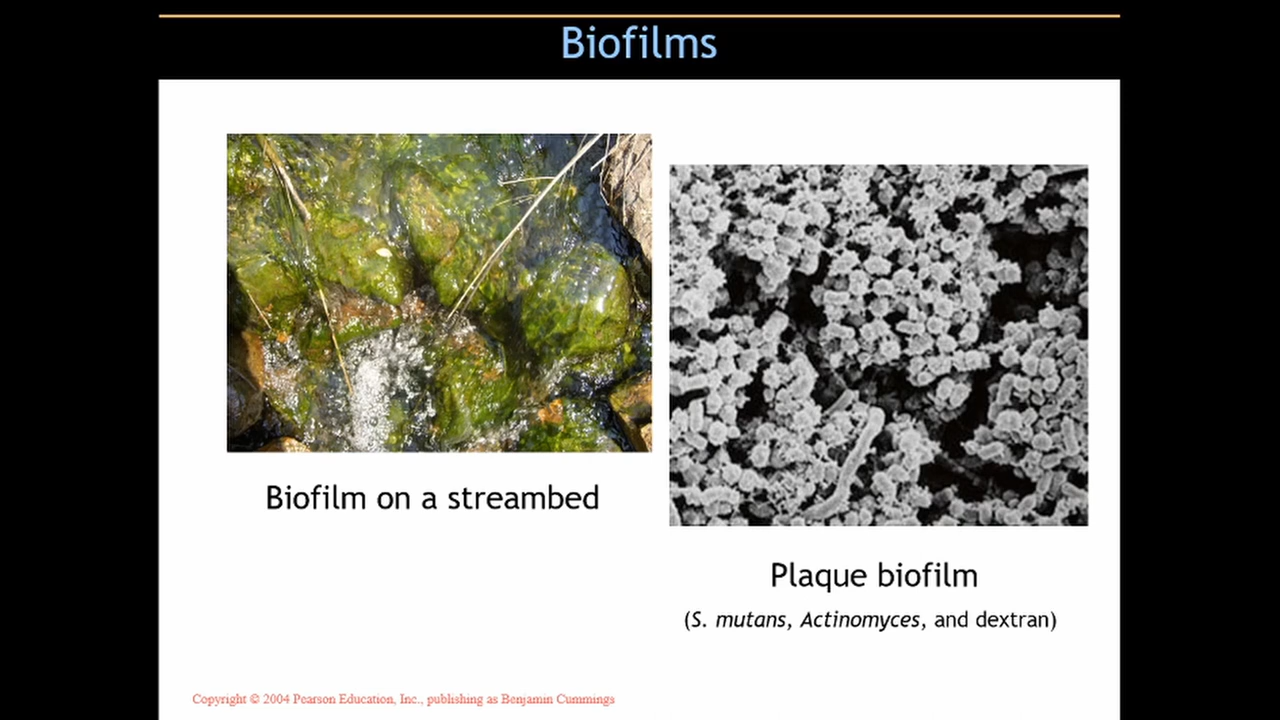 Biofilms
Biofilm on a streambed
Plaque biofilm
(S. mutans, Actinomyces, and dextran)
Copyright © 2004 Pearson Education, Inc., publishing as Benjamin Cummings